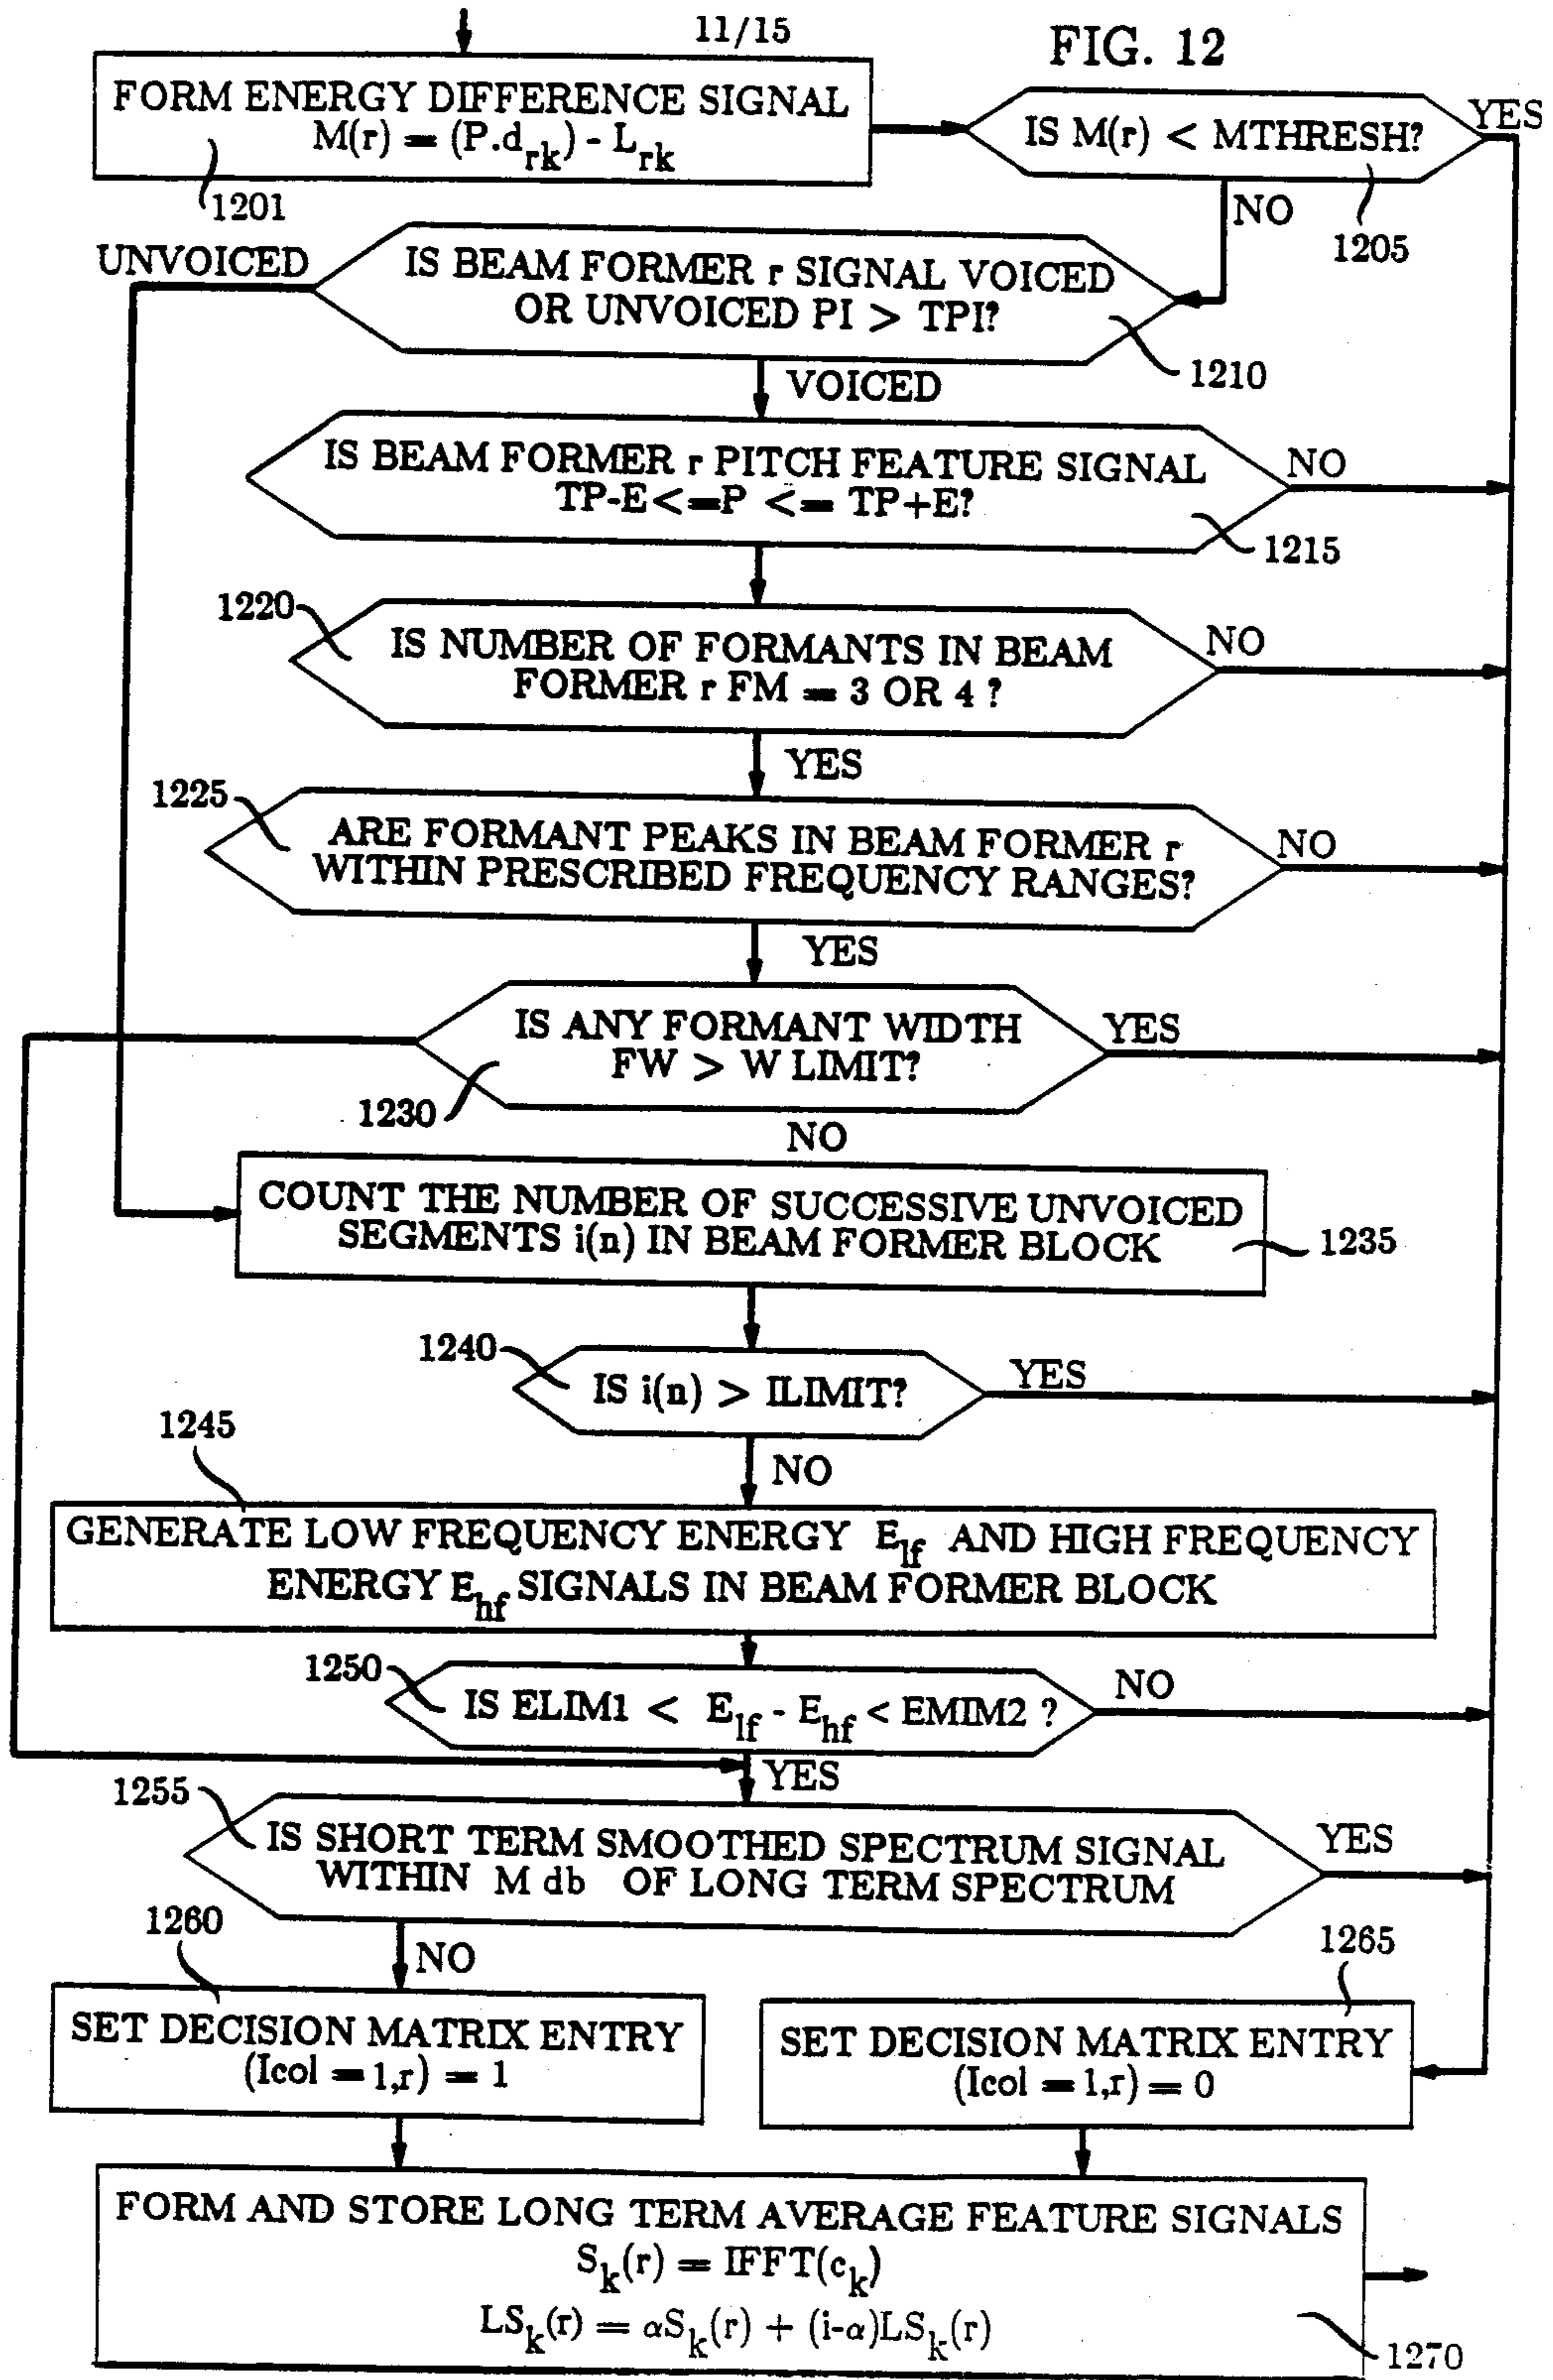 11/15
FIG. 12
FORM ENERGY DIFFERENCE SIGNAL
M(r) = (P.d_rk) - L_rk
1201
IS M(r) < MTHRESH?
YES
NO
1205
UNVOICED
IS BEAM FORMER r SIGNAL VOICED
OR UNVOICED PI > TPI?
1210
VOICED
IS BEAM FORMER r PITCH FEATURE SIGNAL
TP-E<=P <= TP+E?
NO
1215
1220
IS NUMBER OF FORMANTS IN BEAM
FORMER r FM = 3 OR 4 ?
NO
YES
1225
ARE FORMANT PEAKS IN BEAM FORMER r
WITHIN PRESCRIBED FREQUENCY RANGES?
NO
YES
IS ANY FORMANT WIDTH
FW > W LIMIT?
YES
1230
NO
COUNT THE NUMBER OF SUCCESSIVE UNVOICED
SEGMENTS i(n) IN BEAM FORMER BLOCK
1235
1240
IS i(n) > ILIMIT?
YES
1245
NO
GENERATE LOW FREQUENCY ENERGY E_lf AND HIGH FREQUENCY
ENERGY E_hf SIGNALS IN BEAM FORMER BLOCK
1250
IS ELIM1 < E_lf - E_hf < EMIM2 ?
NO
YES
1255
IS SHORT TERM SMOOTHED SPECTRUM SIGNAL
WITHIN M db OF LONG TERM SPECTRUM
YES
1260
NO
1265
SET DECISION MATRIX ENTRY
(Icol = 1,r) = 1
SET DECISION MATRIX ENTRY
(Icol = 1,r) = 0
FORM AND STORE LONG TERM AVERAGE FEATURE SIGNALS
S_k(r) = IFFT(c_k)
LS_k(r) = αS_k(r) + (i-α)LS_k(r)
1270